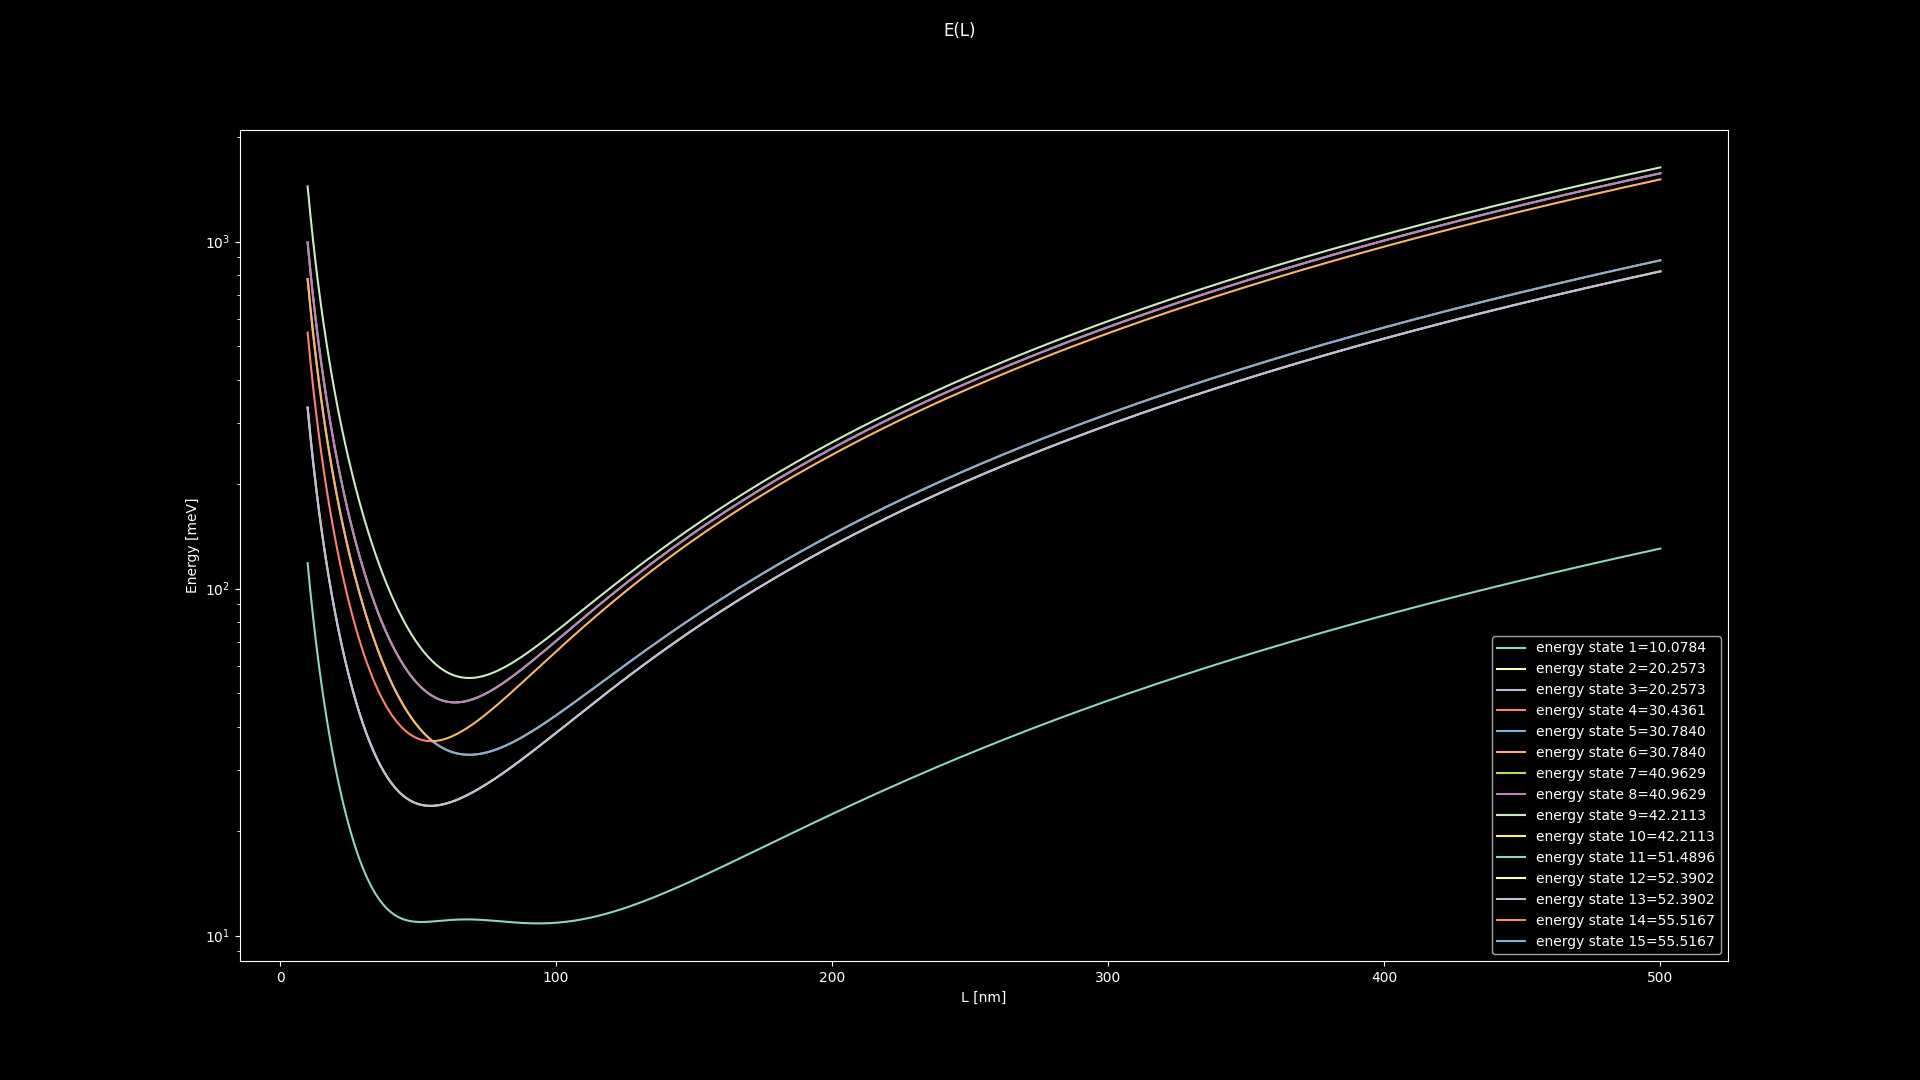 E(L)
Energy [meV]
10³
10²
10¹
0 100 200 300 400 500
L [nm]
energy state 1=10.0784
energy state 2=20.2573
energy state 3=20.2573
energy state 4=30.4361
energy state 5=30.7840
energy state 6=30.7840
energy state 7=40.9629
energy state 8=40.9629
energy state 9=42.2113
energy state 10=42.2113
energy state 11=51.4896
energy state 12=52.3902
energy state 13=52.3902
energy state 14=55.5167
energy state 15=55.5167